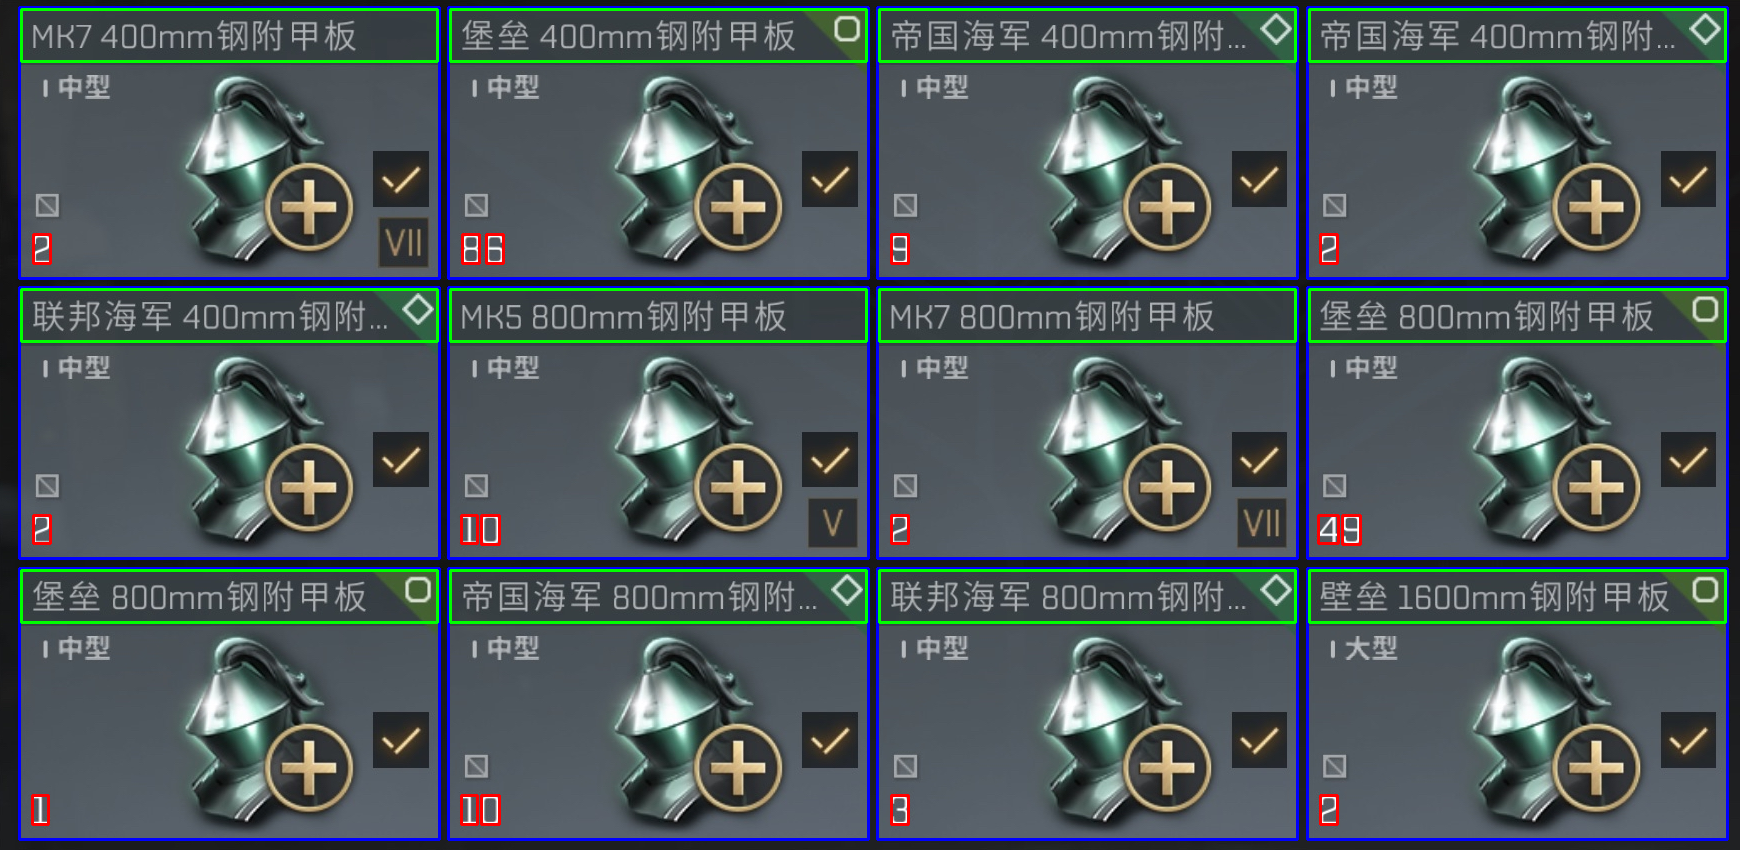 MK7 400mm钢附甲板
I 中型
VII
2
堡垒 400mm钢附甲板
I 中型
86
帝国海军 400mm钢附...
I 中型
9
帝国海军 400mm钢附...
I 中型
2
联邦海军 400mm钢附...
I 中型
2
MK5 800mm钢附甲板
I 中型
V
10
MK7 800mm钢附甲板
I 中型
VII
2
堡垒 800mm钢附甲板
I 中型
49
堡垒 800mm钢附甲板
I 中型
1
帝国海军 800mm钢附...
I 中型
10
联邦海军 800mm钢附...
I 中型
3
壁垒 1600mm钢附甲板
I 大型
2